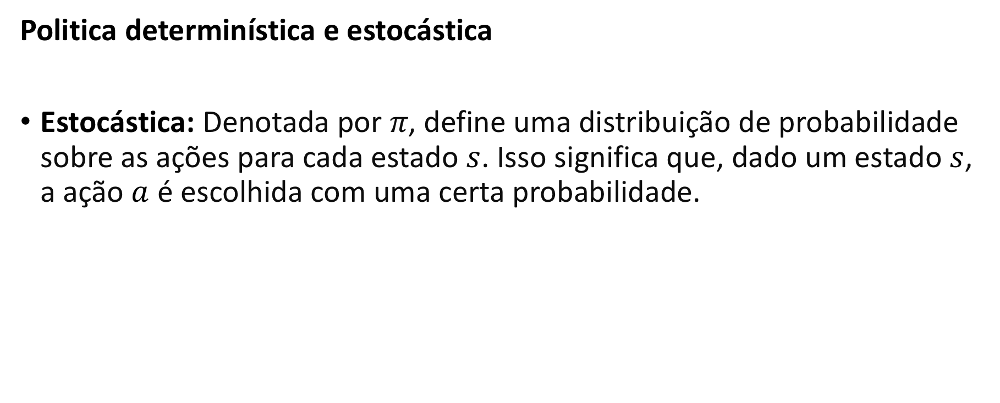 Politica determinística e estocástica
• Estocástica: Denotada por π, define uma distribuição de probabilidade
sobre as ações para cada estado s. Isso significa que, dado um estado s,
a ação a é escolhida com uma certa probabilidade.